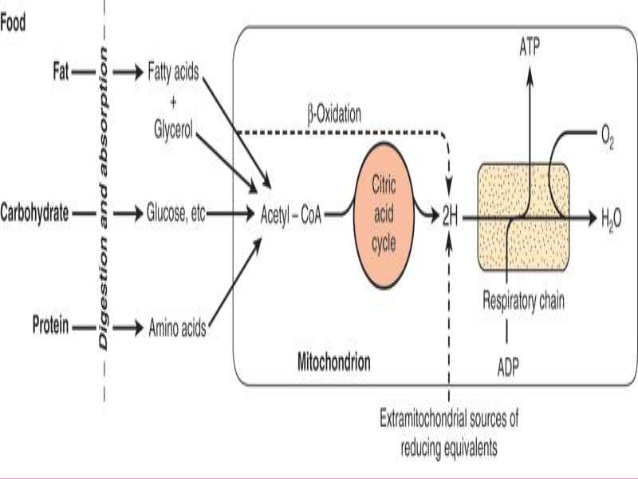 Food
Fat
Fatty acids
+
Glycerol
Carbohydrate
Glucose, etc
Protein
Amino acids
Digestion and absorption
β-Oxidation
Acetyl – CoA
Citric
acid
cycle
2H
ATP
O2
H2O
Respiratory chain
ADP
Mitochondrion
Extramitochondrial sources of
reducing equivalents